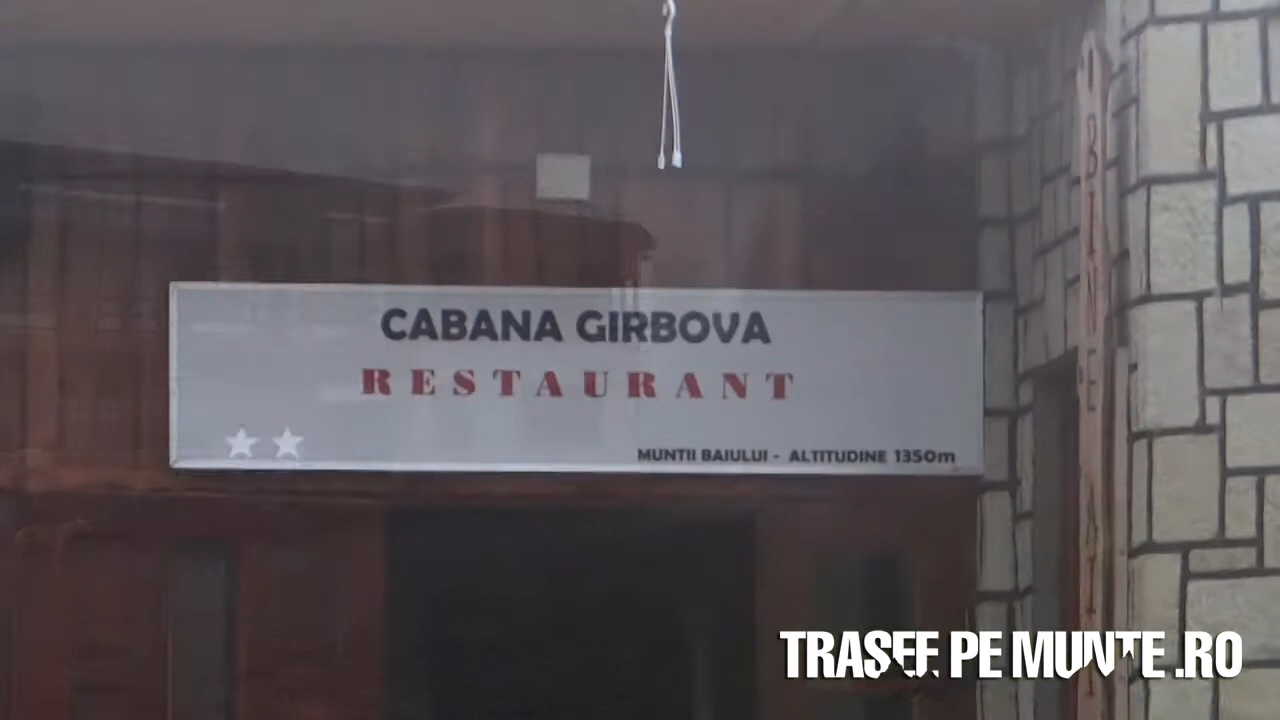 CABANA GIRBOVA
RESTAURANT
MUNTII BAIULUI - ALTITUDINE 1350m
BINE AȚI
TRASEE PE MUNTE.RO